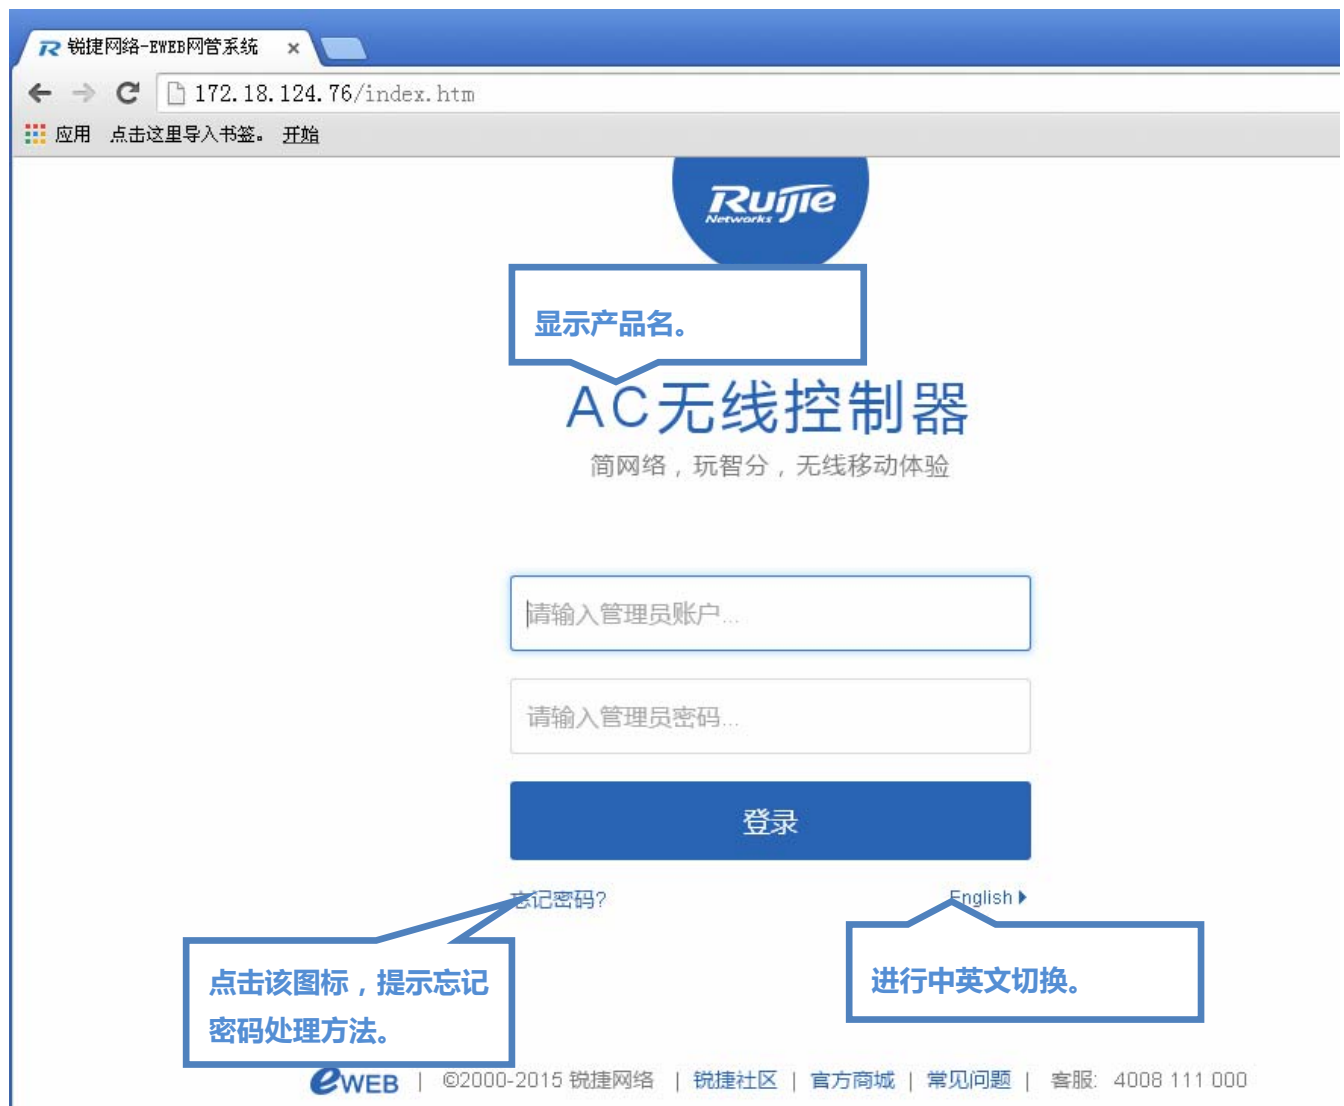 锐捷网络-EWEB网管系统
172.18.124.76/index.htm
应用 点击这里导入书签。 开始
Ruijie
Networks
显示产品名。
AC无线控制器
简网络，玩智分，无线移动体验
请输入管理员账户...
请输入管理员密码...
登录
忘记密码? English
点击该图标，提示忘记
密码处理方法。
进行中英文切换。
eWEB | ©2000-2015 锐捷网络 | 锐捷社区 | 官方商城 | 常见问题 | 客服: 4008 111 000